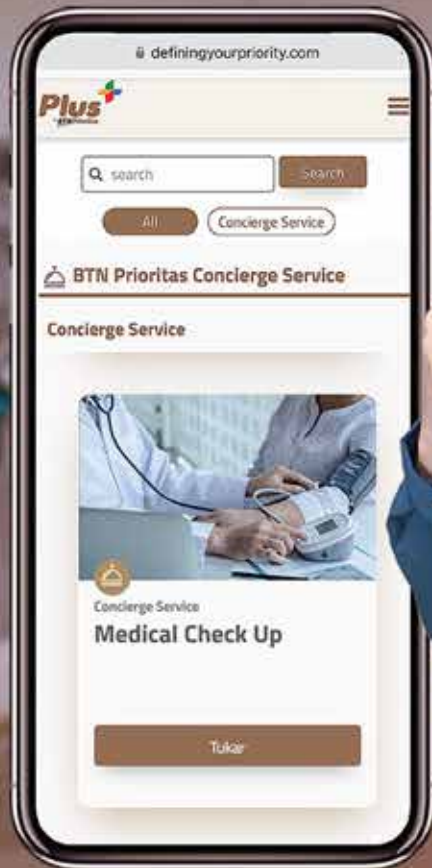 definingyourpriority.com
Plus
search
Search
All
Concierge Service
BTN Prioritas Concierge Service
Concierge Service
Concierge Service
Medical Check Up
Tukar